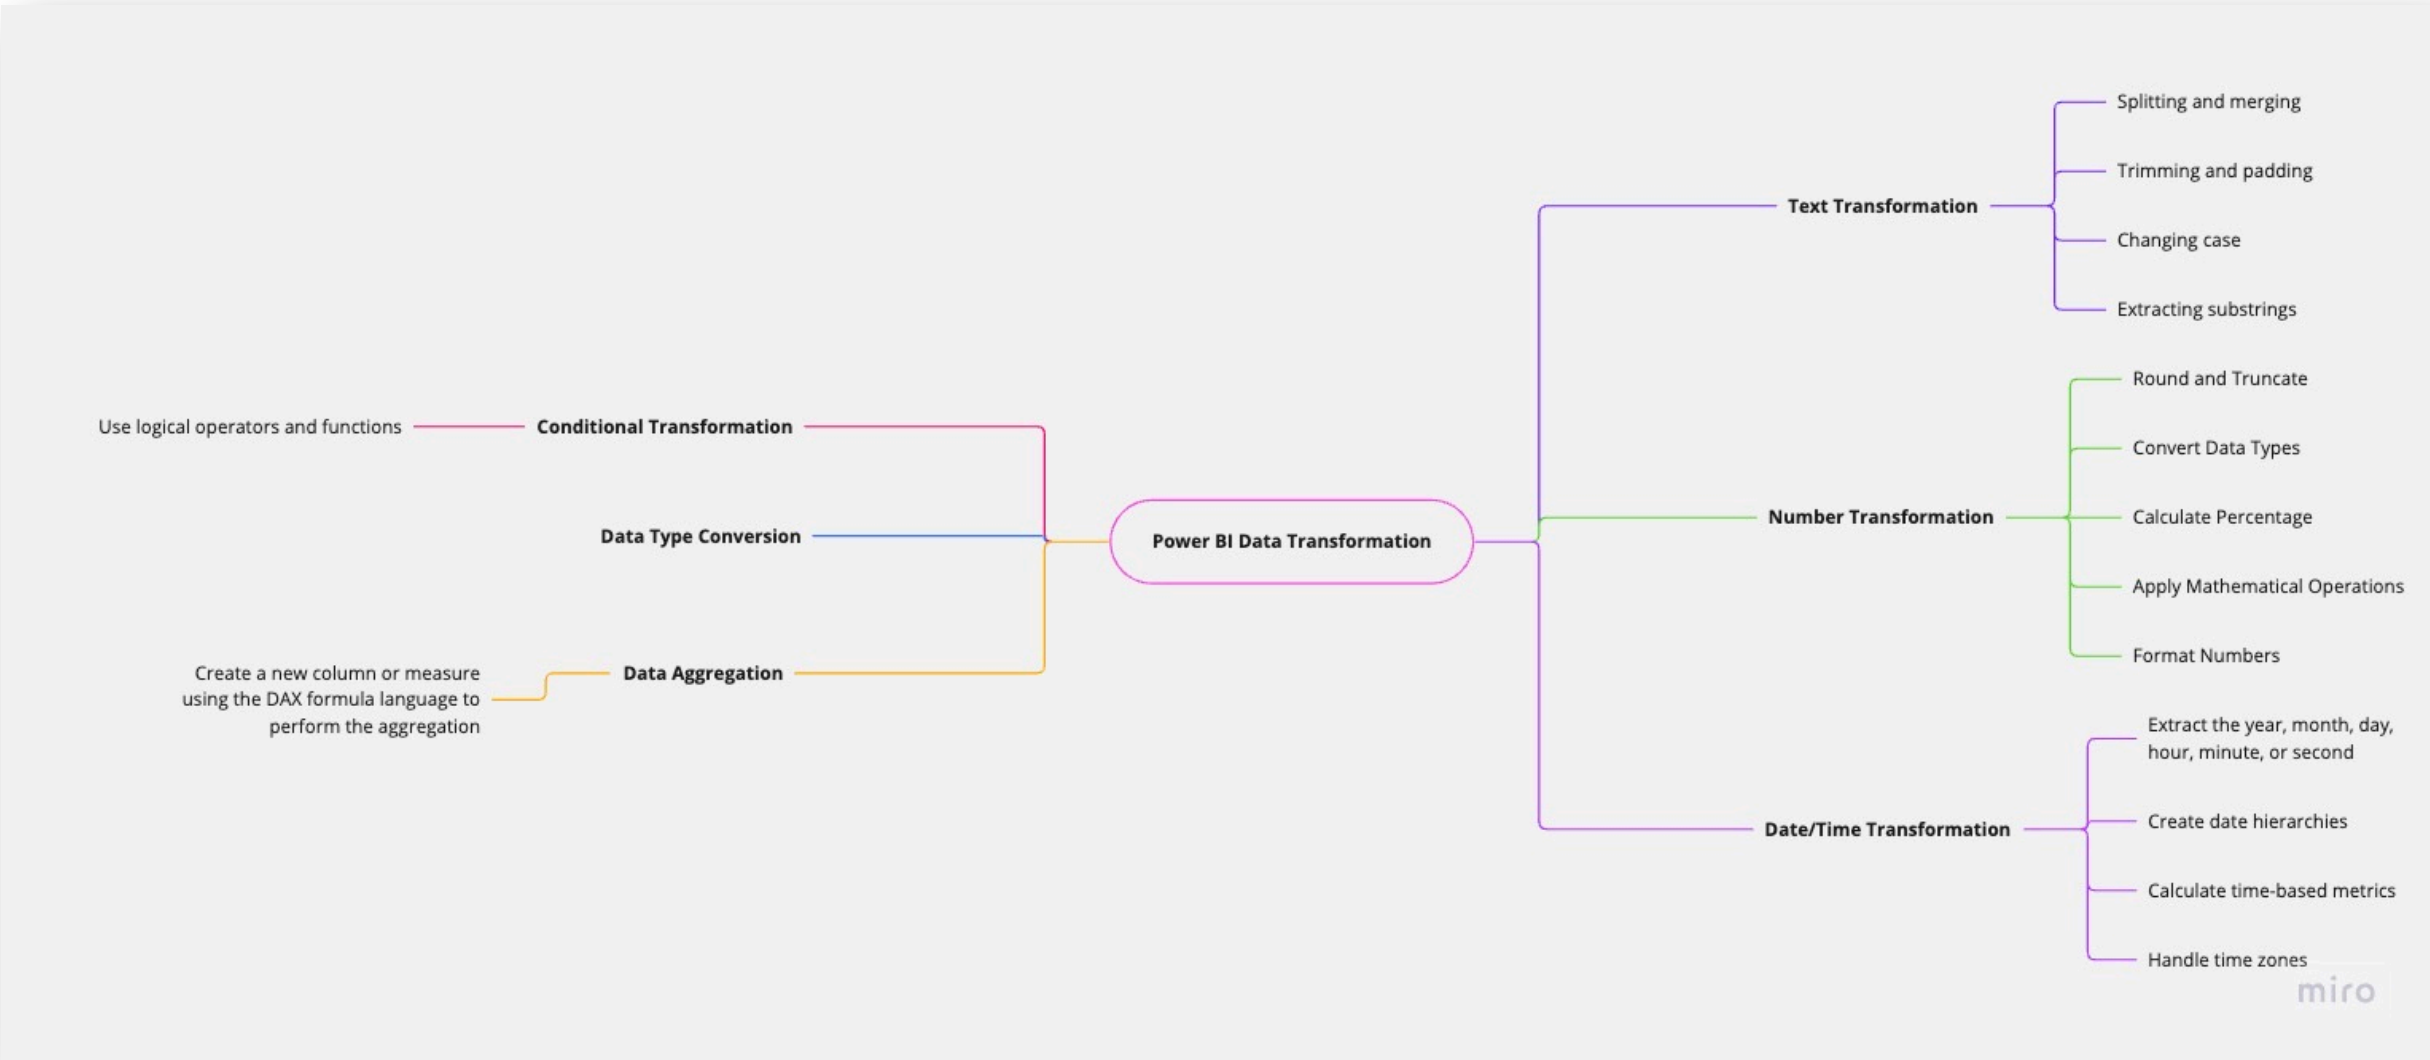 Power BI Data Transformation
Text Transformation
Splitting and merging
Trimming and padding
Changing case
Extracting substrings
Number Transformation
Round and Truncate
Convert Data Types
Calculate Percentage
Apply Mathematical Operations
Format Numbers
Date/Time Transformation
Extract the year, month, day,
hour, minute, or second
Create date hierarchies
Calculate time-based metrics
Handle time zones
Conditional Transformation
Use logical operators and functions
Data Type Conversion
Data Aggregation
Create a new column or measure
using the DAX formula language to
perform the aggregation
miro